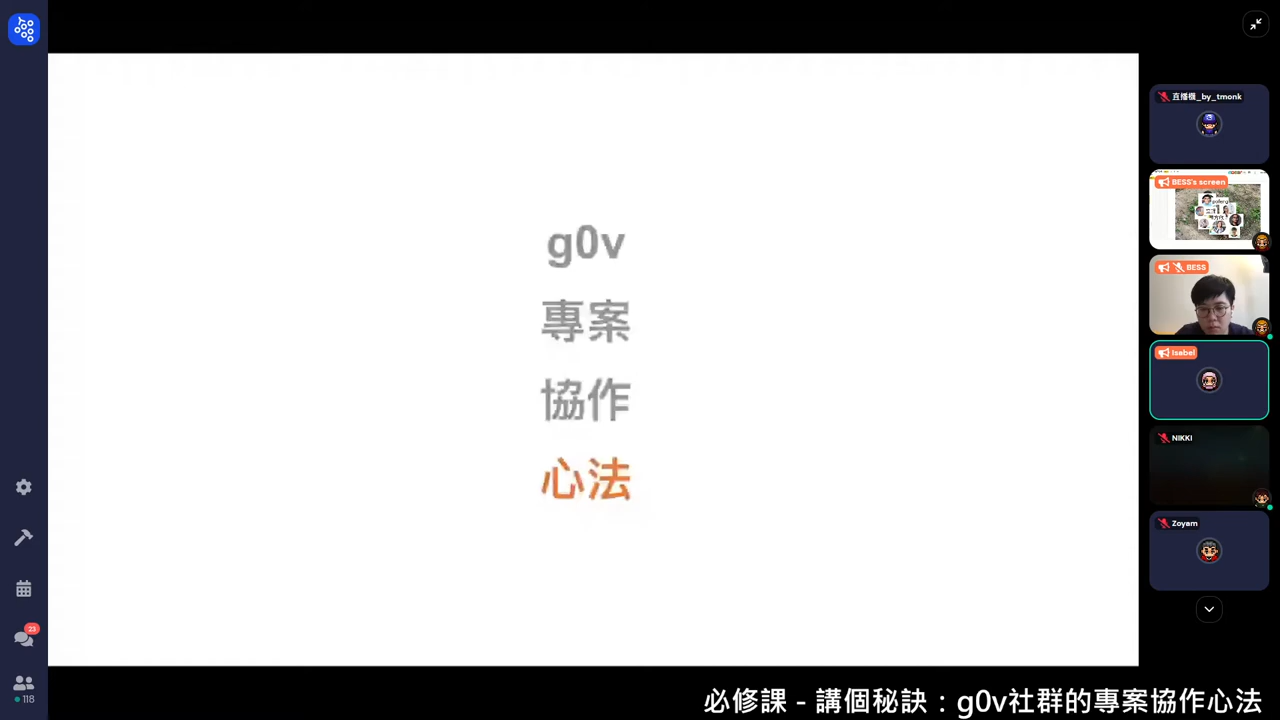 直播機_by_tmonk
BESS's screen
g0v
專案
協作
心法
BESS
Isabel
NIKKI
Zoyam
23
118
必修課 - 講個秘訣：g0v社群的專案協作心法